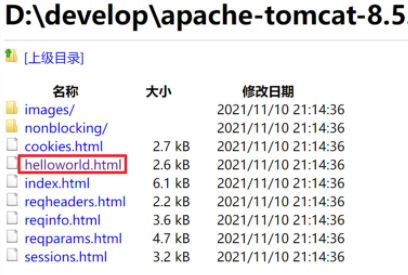 D:\develop\apache-tomcat-8.5
[上级目录]
名称 大小 修改日期
images/ 2021/11/10 21:14:36
nonblocking/ 2021/11/10 21:14:36
cookies.html 2.7 kB 2021/11/10 21:14:36
helloworld.html 2.6 kB 2021/11/10 21:14:36
index.html 6.1 kB 2021/11/10 21:14:36
reqheaders.html 2.2 kB 2021/11/10 21:14:36
reqinfo.html 3.6 kB 2021/11/10 21:14:36
reqparams.html 4.7 kB 2021/11/10 21:14:36
sessions.html 3.2 kB 2021/11/10 21:14:36